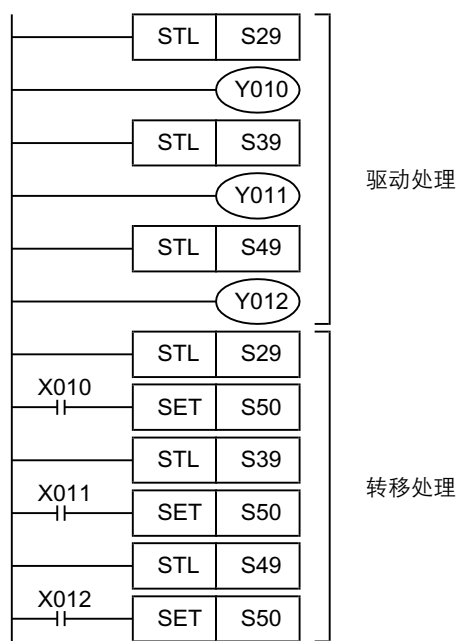 STL S29
Y010
STL S39
Y011
驱动处理
STL S49
Y012
STL S29
X010
SET S50
STL S39
X011
SET S50
转移处理
STL S49
X012
SET S50